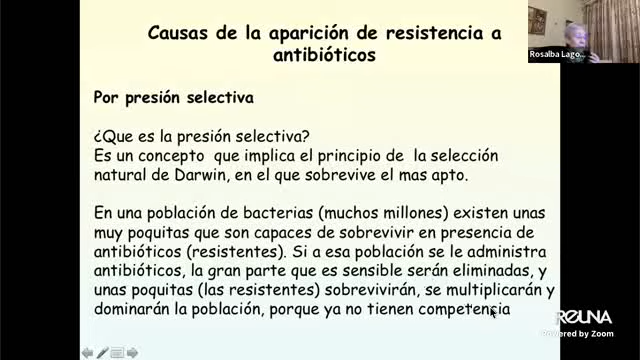 Causas de la aparición de resistencia a
antibióticos
Rosalba Lago...
Por presión selectiva
¿Que es la presión selectiva?
Es un concepto que implica el principio de la selección
natural de Darwin, en el que sobrevive el mas apto.
En una población de bacterias (muchos millones) existen unas
muy poquitas que son capaces de sobrevivir en presencia de
antibióticos (resistentes). Si a esa población se le administra
antibióticos, la gran parte que es sensible serán eliminadas, y
unas poquitas (las resistentes) sobrevivirán, se multiplicarán y
dominarán la población, porque ya no tienen competencia
REUNA
Powered by Zoom